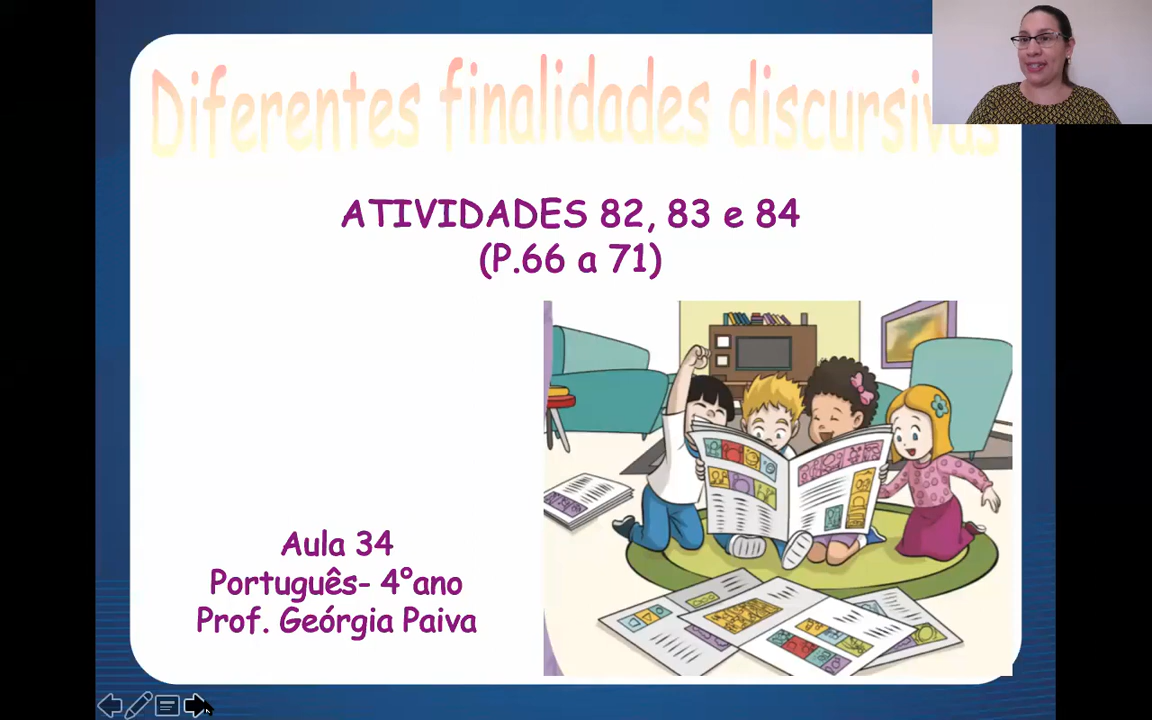 Diferentes finalidades discursivas
ATIVIDADES 82, 83 e 84
(P.66 a 71)
Aula 34
Português- 4°ano
Prof. Geórgia Paiva